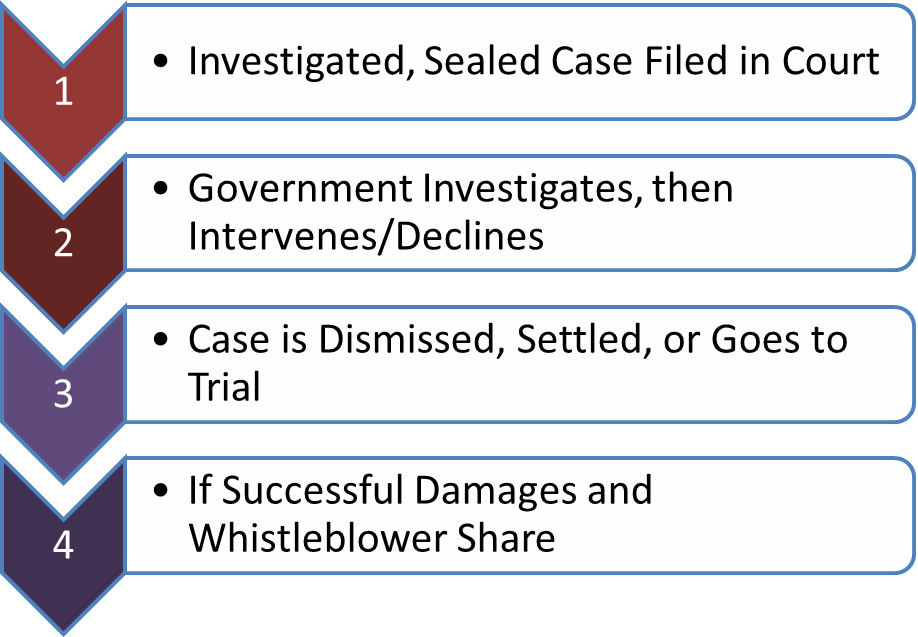 1
• Investigated, Sealed Case Filed in Court
2
• Government Investigates, then
Intervenes/Declines
3
• Case is Dismissed, Settled, or Goes to
Trial
4
• If Successful Damages and
Whistleblower Share